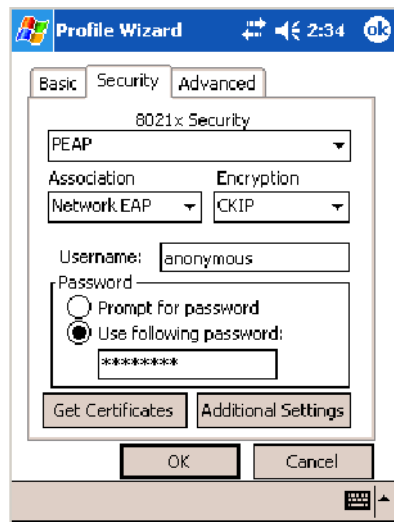 Profile Wizard 2:34 ok
Basic Security Advanced
8021x Security
PEAP
Association Encryption
Network EAP CKIP
Username: anonymous
Password
Prompt for password
Use following password:
********
Get Certificates Additional Settings
OK Cancel